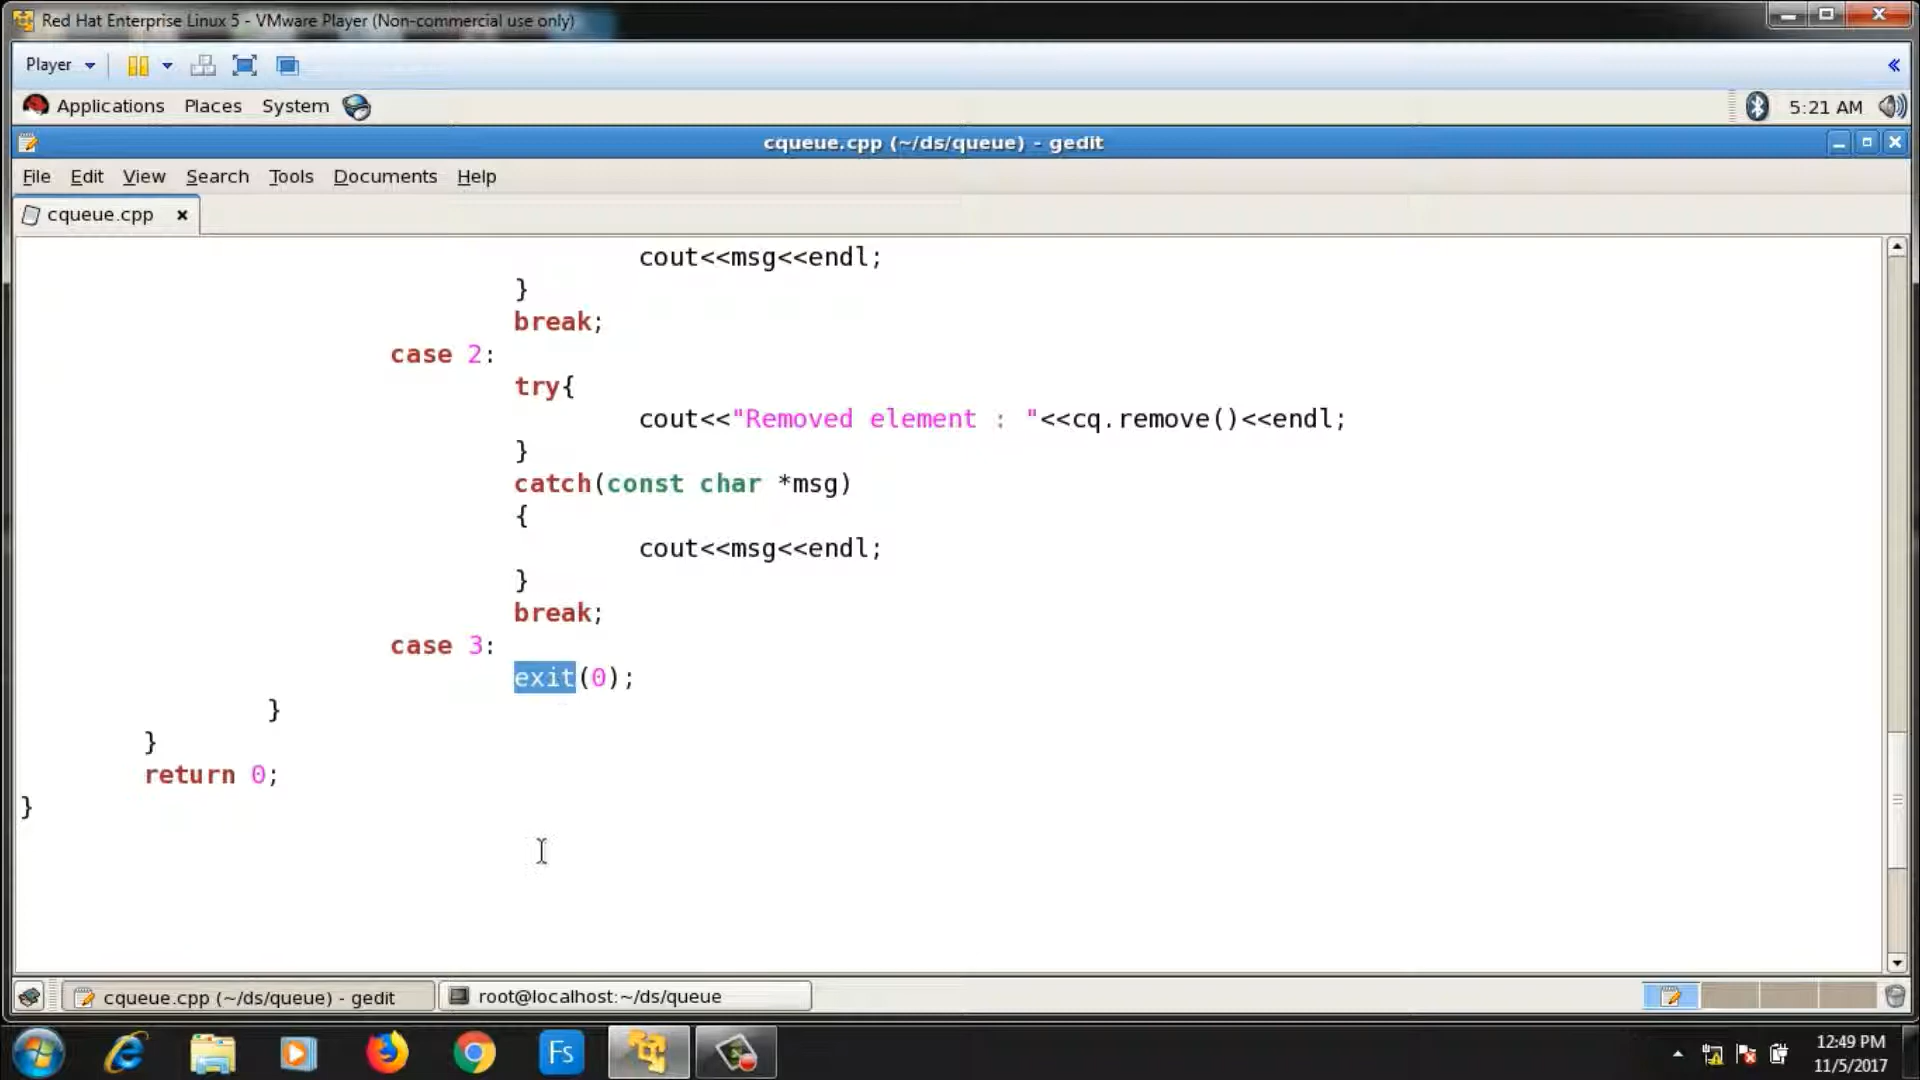 Red Hat Enterprise Linux 5 - VMware Player (Non-commercial use only)
Player
Applications Places System 5:21 AM
cqueue.cpp (~/ds/queue) - gedit
File Edit View Search Tools Documents Help
cqueue.cpp
cout<<msg<<endl;
}
break;
case 2:
try{
cout<<"Removed element : "<<cq.remove()<<endl;
}
catch(const char *msg)
{
cout<<msg<<endl;
}
break;
case 3:
exit(0);
}
}
return 0;
}
cqueue.cpp (~/ds/queue) - gedit root@localhost:~/ds/queue
Fs
12:49 PM
11/5/2017